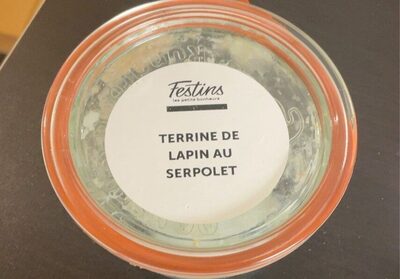 Festins
les petits bonheurs
TERRINE DE
LAPIN AU
SERPOLET